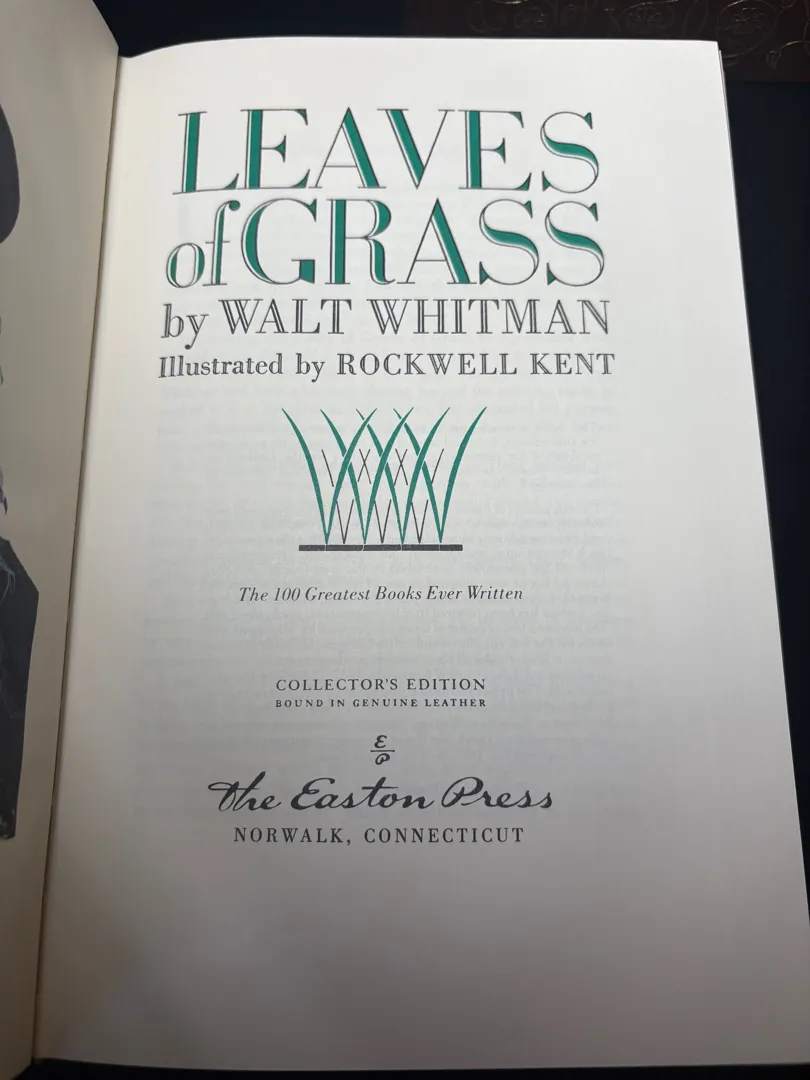 LEAVES
of GRASS
by WALT WHITMAN
Illustrated by ROCKWELL KENT
The 100 Greatest Books Ever Written
COLLECTOR'S EDITION
BOUND IN GENUINE LEATHER
E
P
The Easton Press
NORWALK, CONNECTICUT